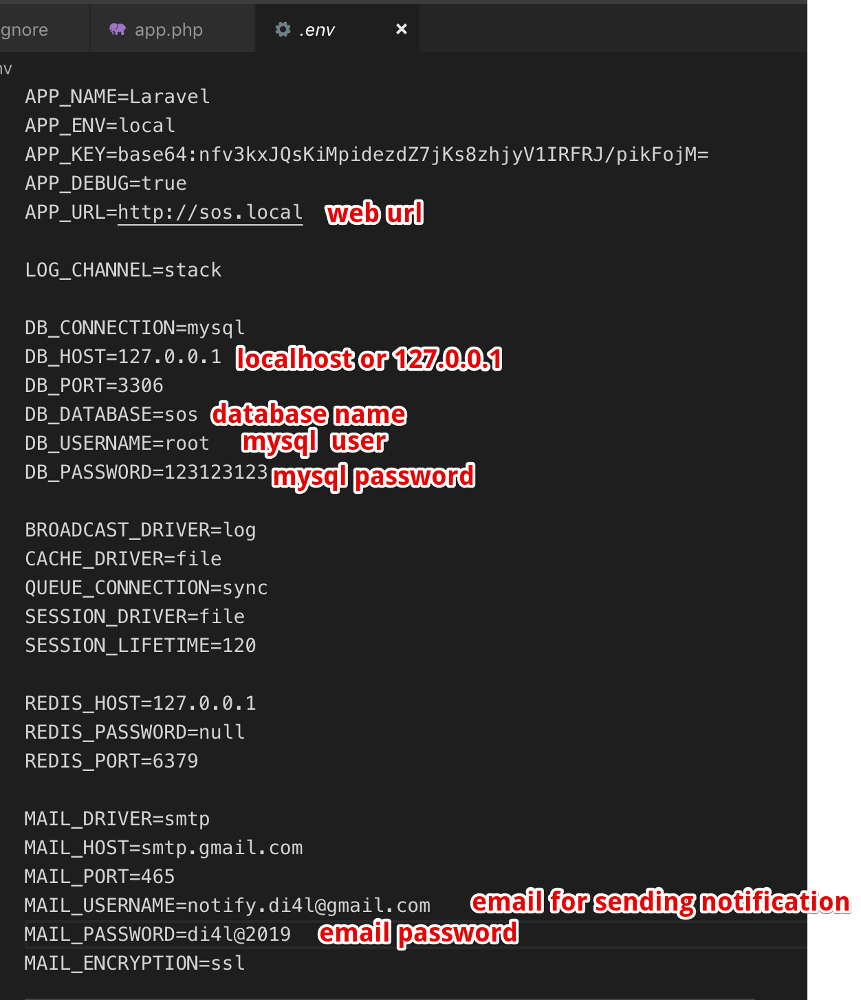 gnore app.php .env
nv
APP_NAME=Laravel
APP_ENV=local
APP_KEY=base64:nfv3kxJQsKiMpidezdZ7jKs8zhjyV1IRFRJ/pikFojM=
APP_DEBUG=true
APP_URL=http://sos.local web url
LOG_CHANNEL=stack
DB_CONNECTION=mysql
DB_HOST=127.0.0.1 localhost or 127.0.0.1
DB_PORT=3306
DB_DATABASE=sos database name
DB_USERNAME=root mysql user
DB_PASSWORD=123123123 mysql password
BROADCAST_DRIVER=log
CACHE_DRIVER=file
QUEUE_CONNECTION=sync
SESSION_DRIVER=file
SESSION_LIFETIME=120
REDIS_HOST=127.0.0.1
REDIS_PASSWORD=null
REDIS_PORT=6379
MAIL_DRIVER=smtp
MAIL_HOST=smtp.gmail.com
MAIL_PORT=465
MAIL_USERNAME=notify.di4l@gmail.com email for sending notification
MAIL_PASSWORD=di4l@2019 email password
MAIL_ENCRYPTION=ssl